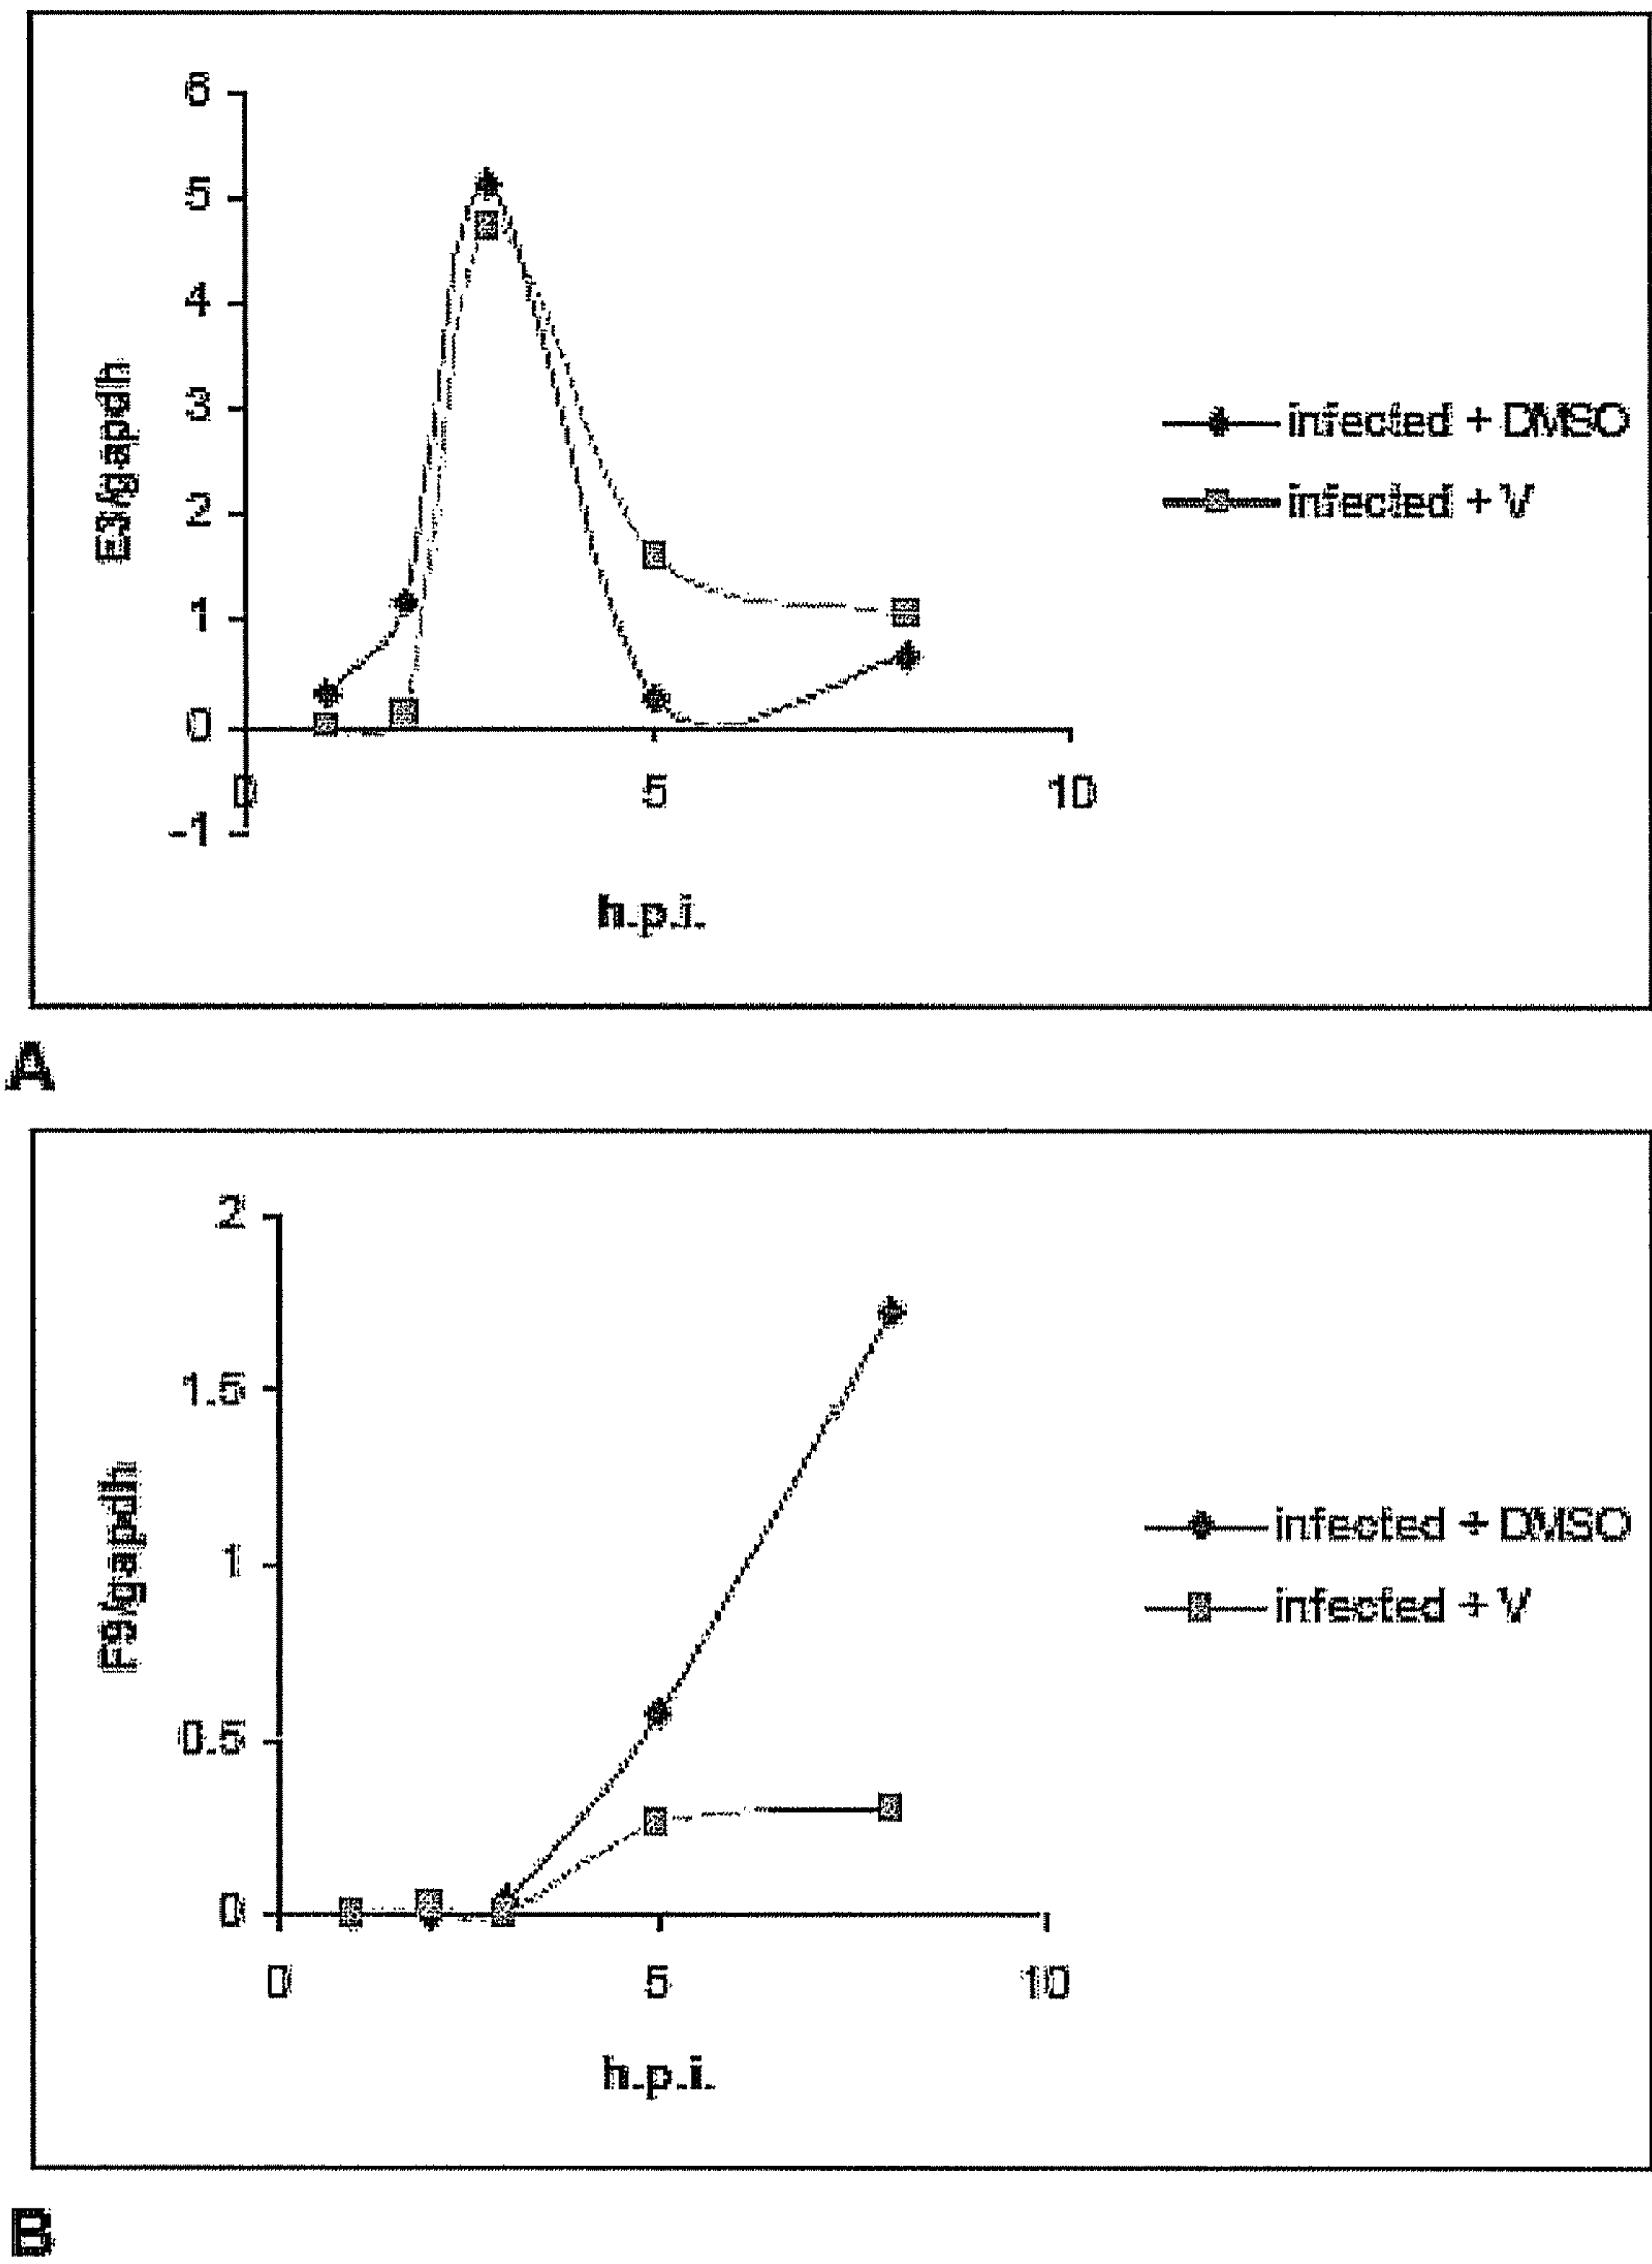 6
5
4
3
2
1
0
-1
0 5 10
E3/gapdh
h.p.i.
infected + DMSO
infected + V
A
2
1.5
1
0.5
0
0 5 10
F9/gapdh
h.p.i.
infected + DMSO
infected + V
B